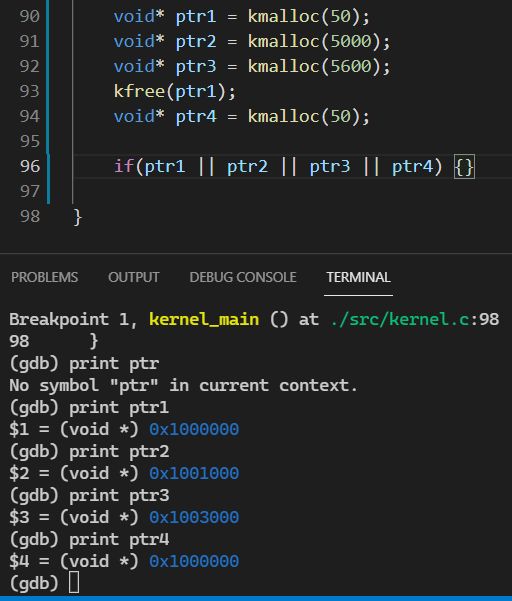 90 void* ptr1 = kmalloc(50);
91 void* ptr2 = kmalloc(5000);
92 void* ptr3 = kmalloc(5600);
93 kfree(ptr1);
94 void* ptr4 = kmalloc(50);
95
96 if(ptr1 || ptr2 || ptr3 || ptr4) {}
97
98 }
PROBLEMS OUTPUT DEBUG CONSOLE TERMINAL
Breakpoint 1, kernel_main () at ./src/kernel.c:98
98 }
(gdb) print ptr
No symbol "ptr" in current context.
(gdb) print ptr1
$1 = (void *) 0x1000000
(gdb) print ptr2
$2 = (void *) 0x1001000
(gdb) print ptr3
$3 = (void *) 0x1003000
(gdb) print ptr4
$4 = (void *) 0x1000000
(gdb)